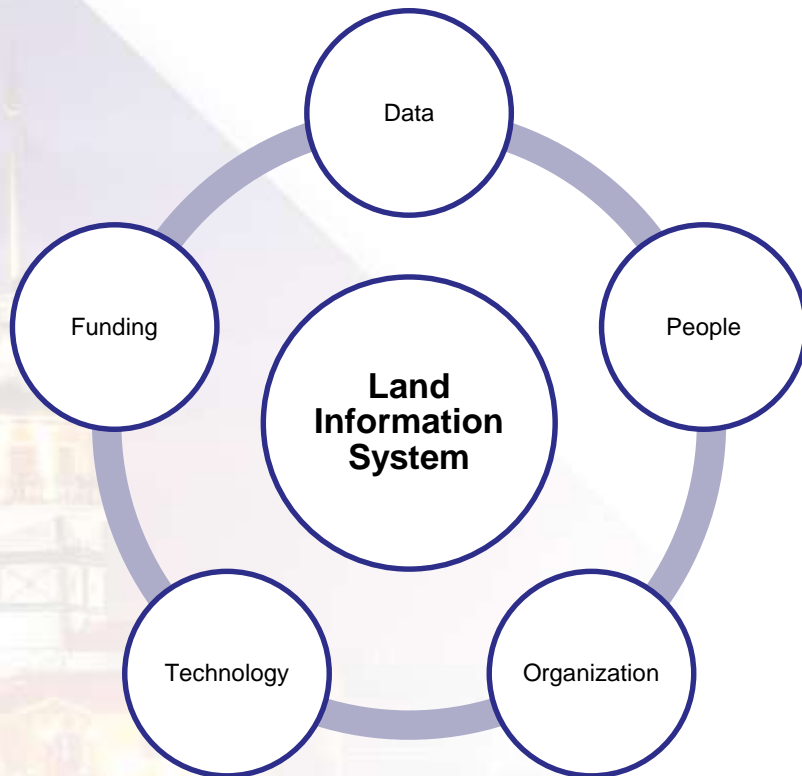 Data
Funding
People
Land
Information
System
Technology
Organization